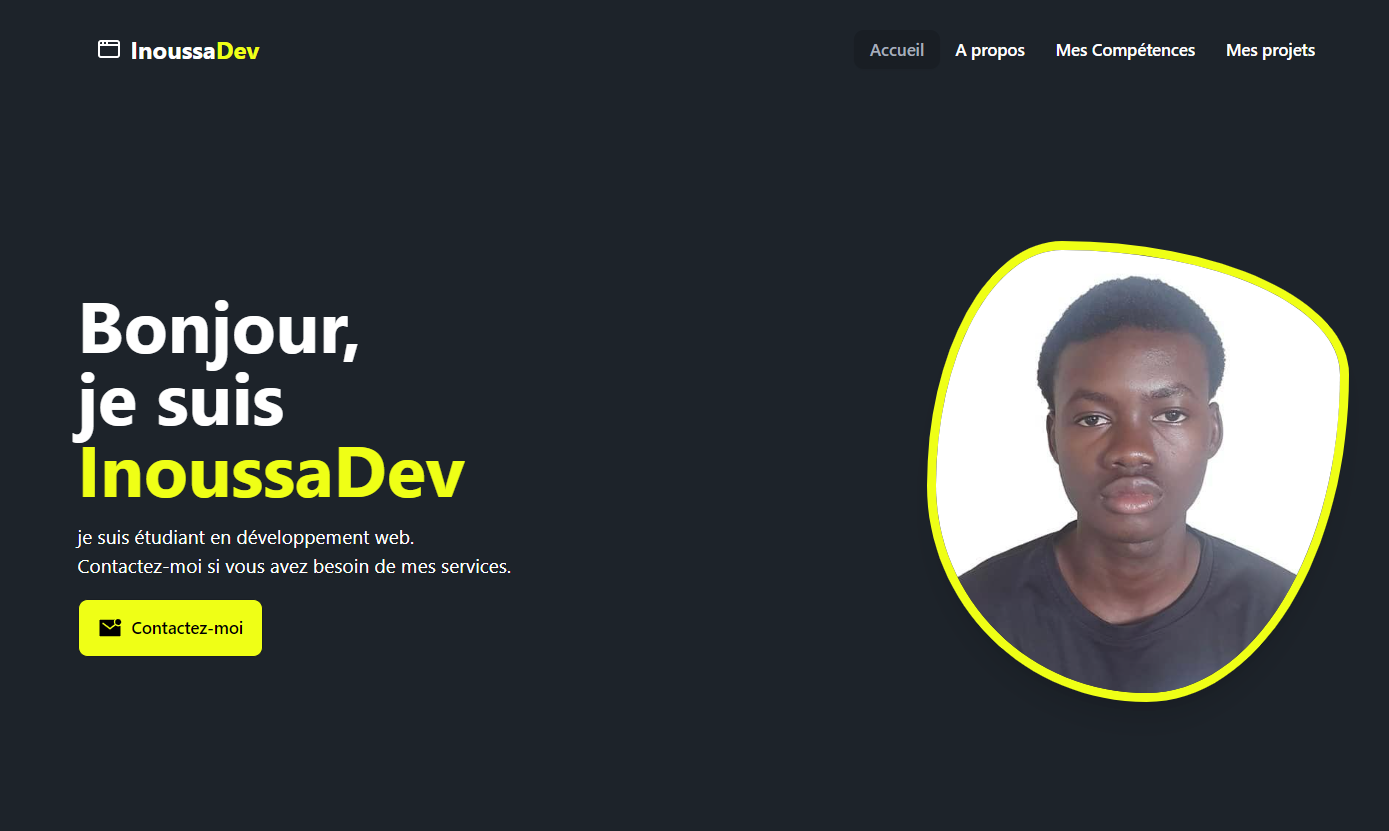 InoussaDev
Accueil
A propos
Mes Compétences
Mes projets
Bonjour,
je suis
InoussaDev
je suis étudiant en développement web.
Contactez-moi si vous avez besoin de mes services.
Contactez-moi